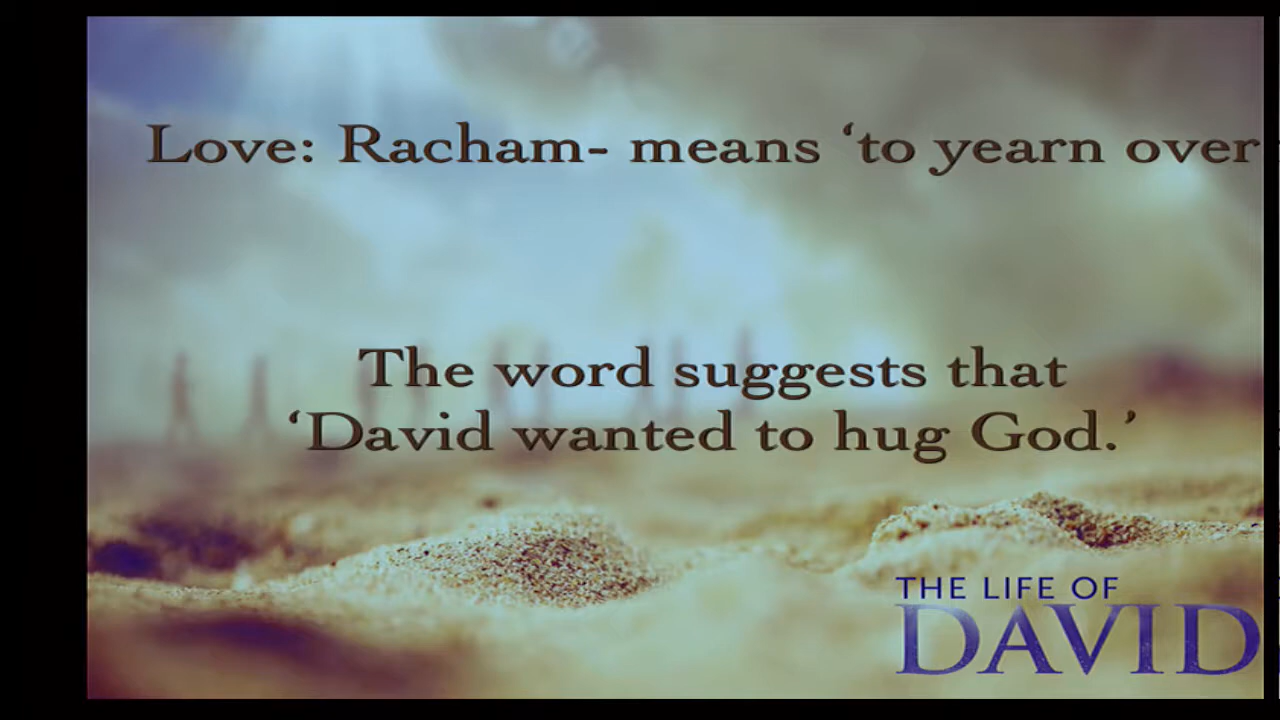 Love: Racham- means ‘to yearn over
The word suggests that
‘David wanted to hug God.’
THE LIFE OF
DAVID